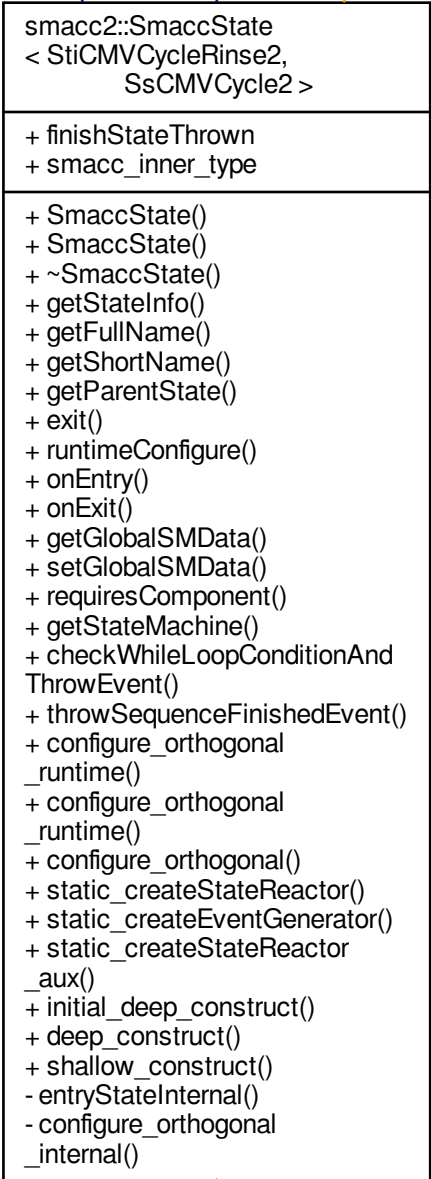 smacc2::SmaccState
< StiCMVCycleRinse2,
SsCMVCycle2 >
+ finishStateThrown
+ smacc_inner_type
+ SmaccState()
+ SmaccState()
+ ~SmaccState()
+ getStateInfo()
+ getFullName()
+ getShortName()
+ getParentState()
+ exit()
+ runtimeConfigure()
+ onEntry()
+ onExit()
+ getGlobalSMData()
+ setGlobalSMData()
+ requiresComponent()
+ getStateMachine()
+ checkWhileLoopConditionAnd
ThrowEvent()
+ throwSequenceFinishedEvent()
+ configure_orthogonal
_runtime()
+ configure_orthogonal
_runtime()
+ configure_orthogonal()
+ static_createStateReactor()
+ static_createEventGenerator()
+ static_createStateReactor
_aux()
+ initial_deep_construct()
+ deep_construct()
+ shallow_construct()
- entryStateInternal()
- configure_orthogonal
_internal()